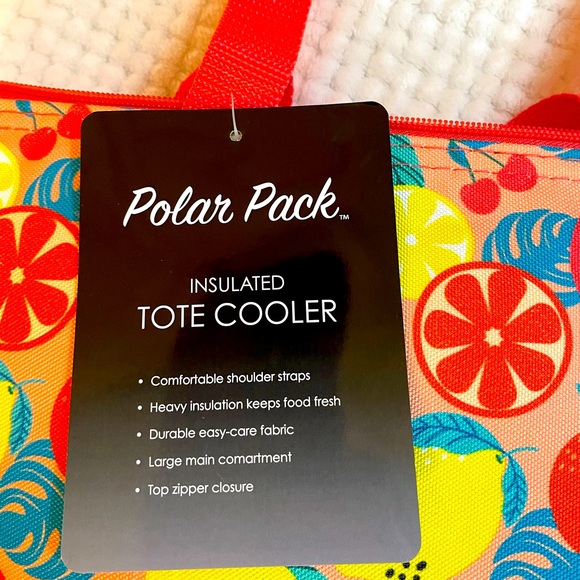 Polar Pack™
INSULATED
TOTE COOLER
• Comfortable shoulder straps
• Heavy insulation keeps food fresh
• Durable easy-care fabric
• Large main comartment
• Top zipper closure